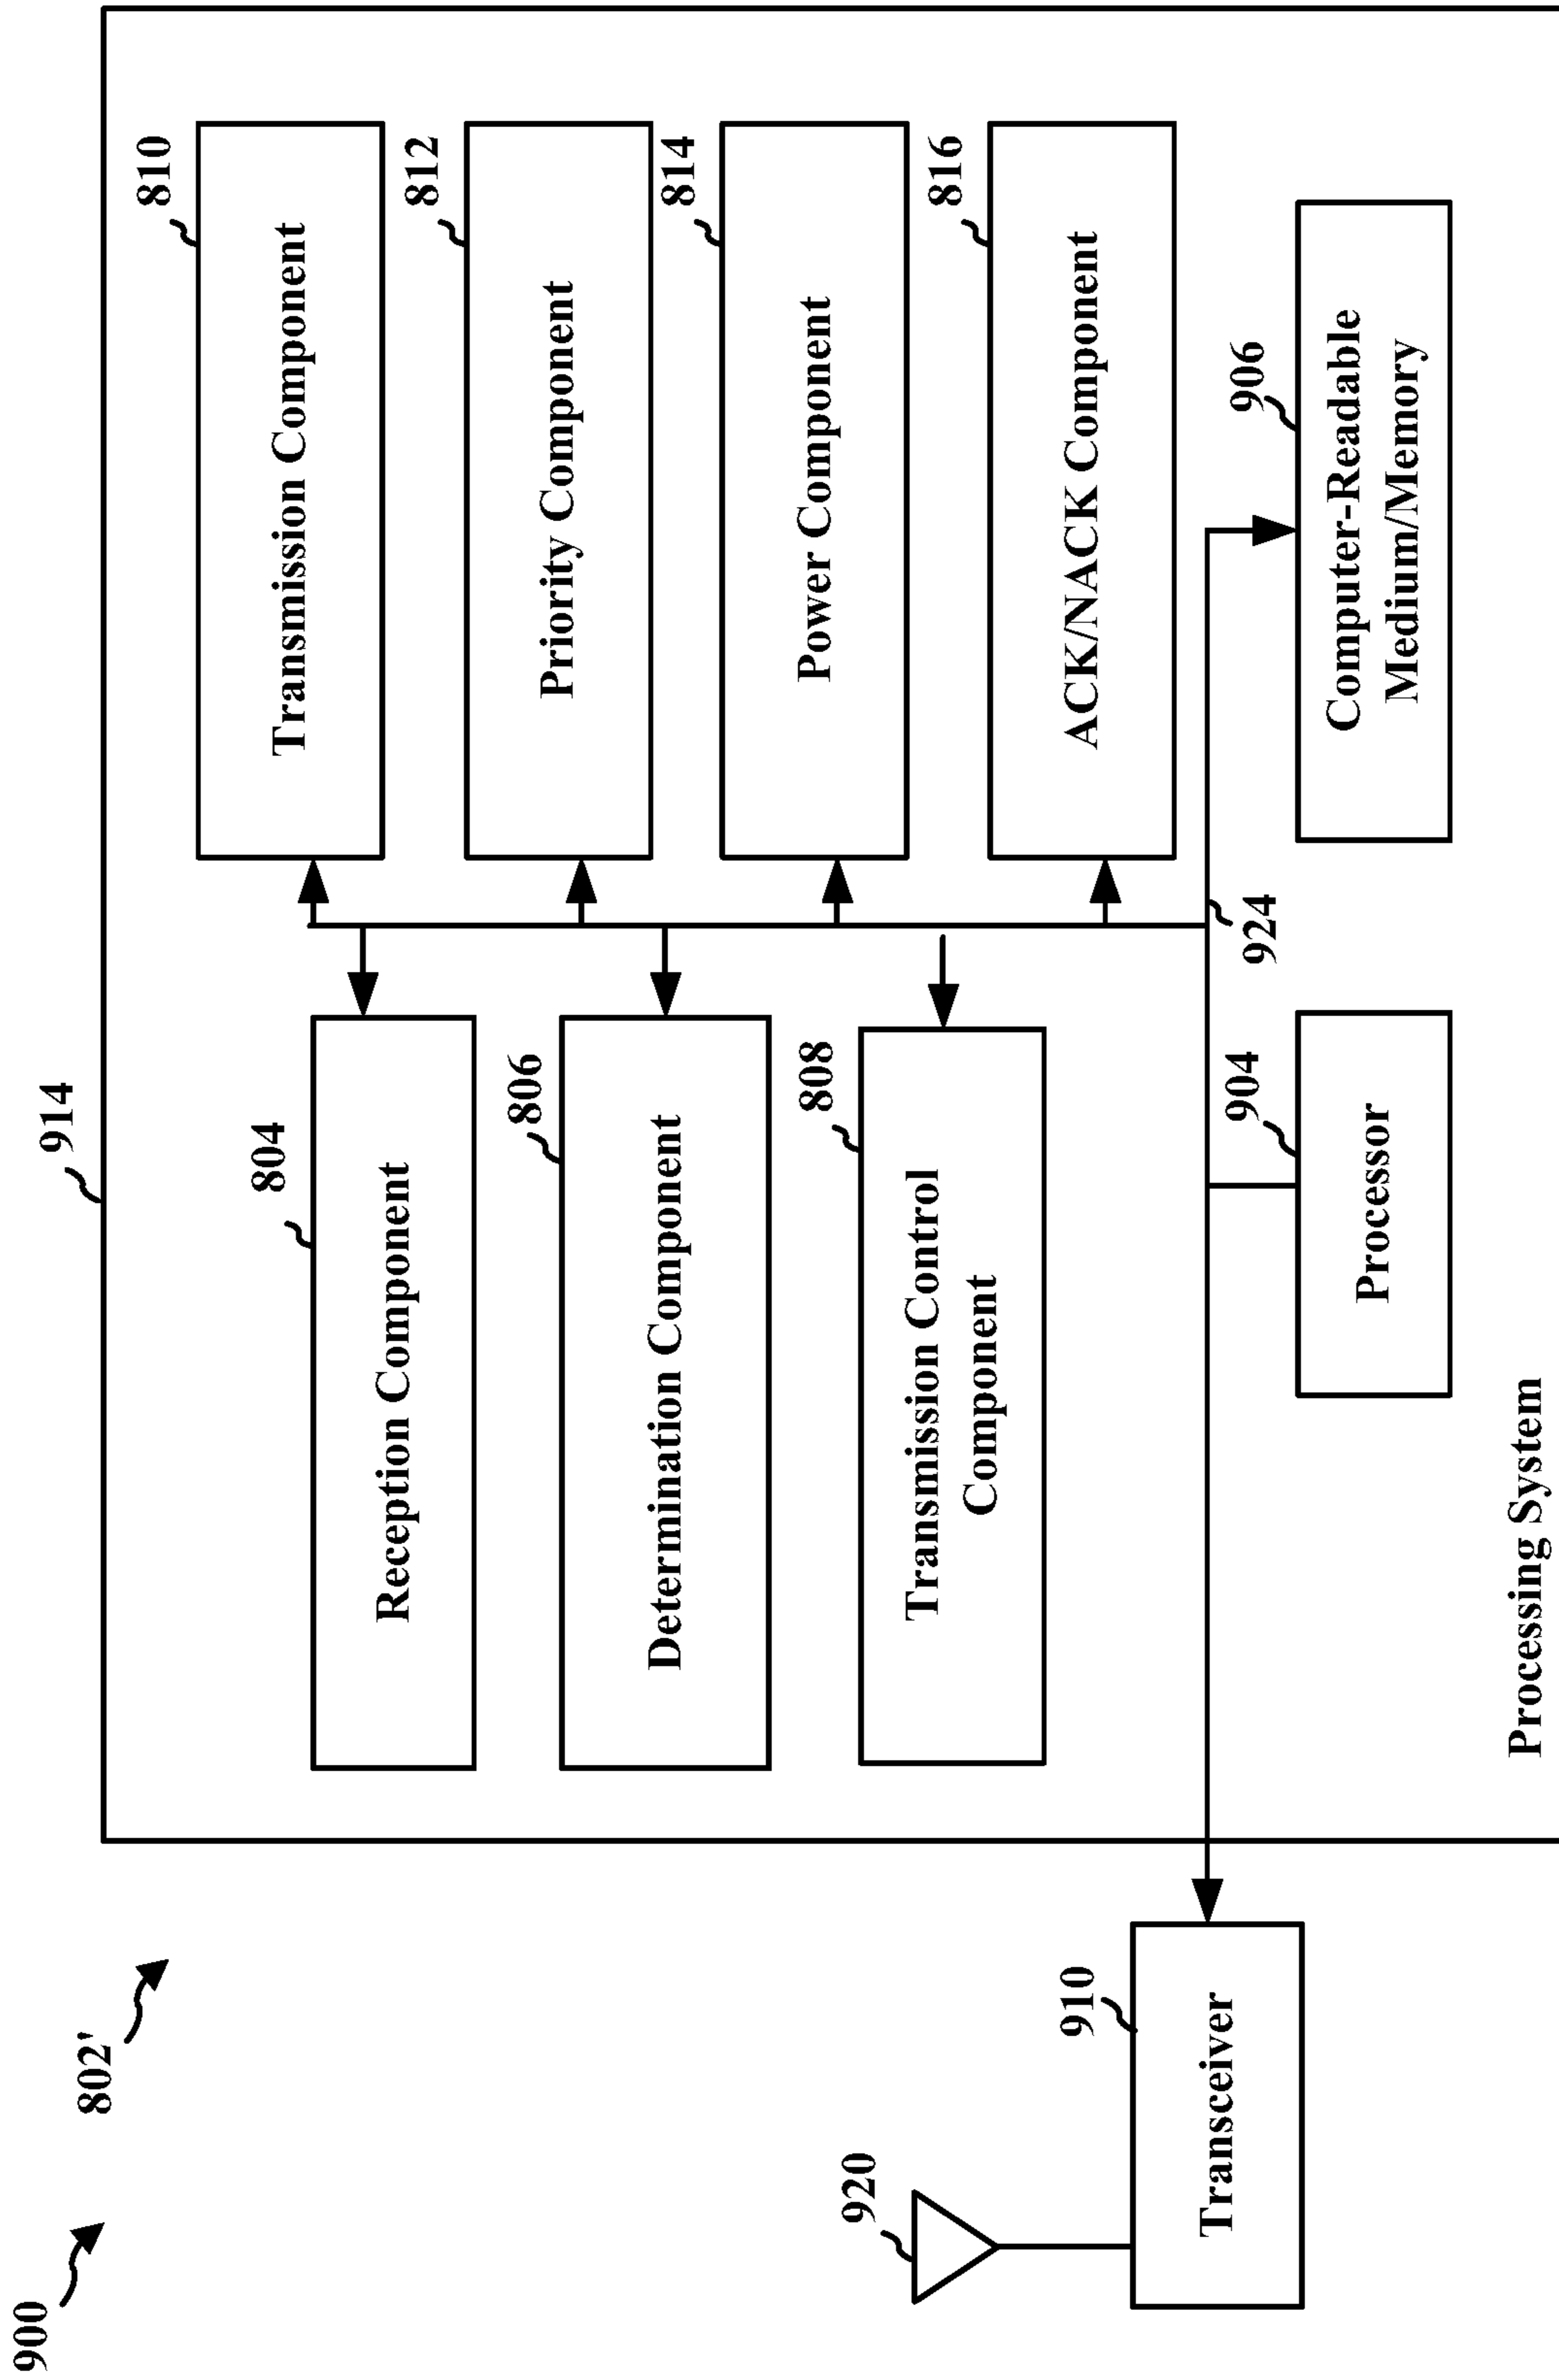 900
802'
914
804
Reception Component
806
Determination Component
808
Transmission Control
Component
810
Transmission Component
812
Priority Component
814
Power Component
816
ACK/NACK Component
924
904
Processor
906
Computer-Readable
Medium/Memory
Processing System
920
910
Transceiver